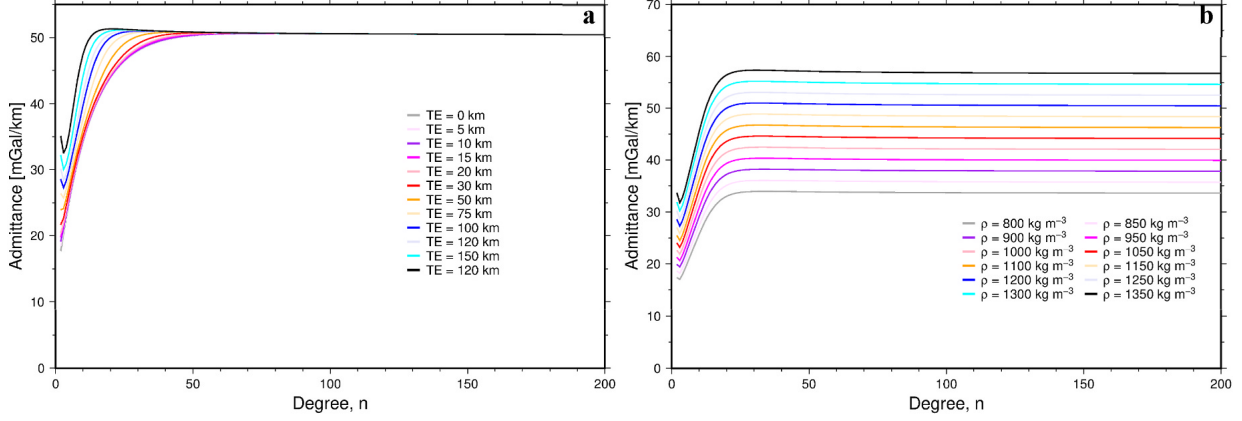 a
Admittance [mGal/km]
50
40
30
20
10
0
TE = 0 km
TE = 5 km
TE = 10 km
TE = 15 km
TE = 20 km
TE = 30 km
TE = 50 km
TE = 75 km
TE = 100 km
TE = 120 km
TE = 150 km
TE = 120 km
0 50 100 150 200
Degree, n
b
Admittance [mGal/km]
70
60
50
40
30
20
10
0
ρ = 800 kg m⁻³ ρ = 850 kg m⁻³
ρ = 900 kg m⁻³ ρ = 950 kg m⁻³
ρ = 1000 kg m⁻³ ρ = 1050 kg m⁻³
ρ = 1100 kg m⁻³ ρ = 1150 kg m⁻³
ρ = 1200 kg m⁻³ ρ = 1250 kg m⁻³
ρ = 1300 kg m⁻³ ρ = 1350 kg m⁻³
0 50 100 150 200
Degree, n